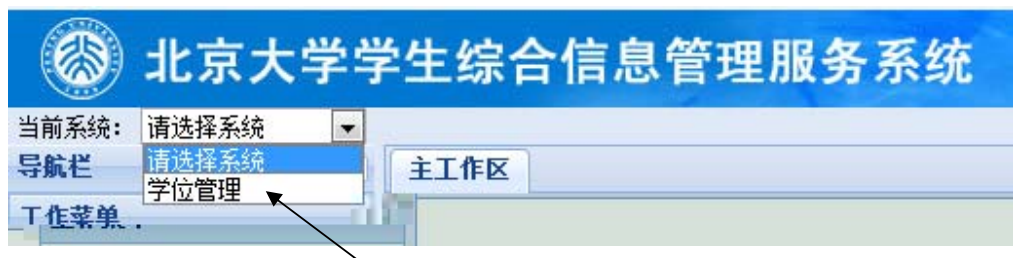 北京大学学生综合信息管理服务系统
当前系统： 请选择系统
导航栏 请选择系统 主工作区
学位管理
工作菜单